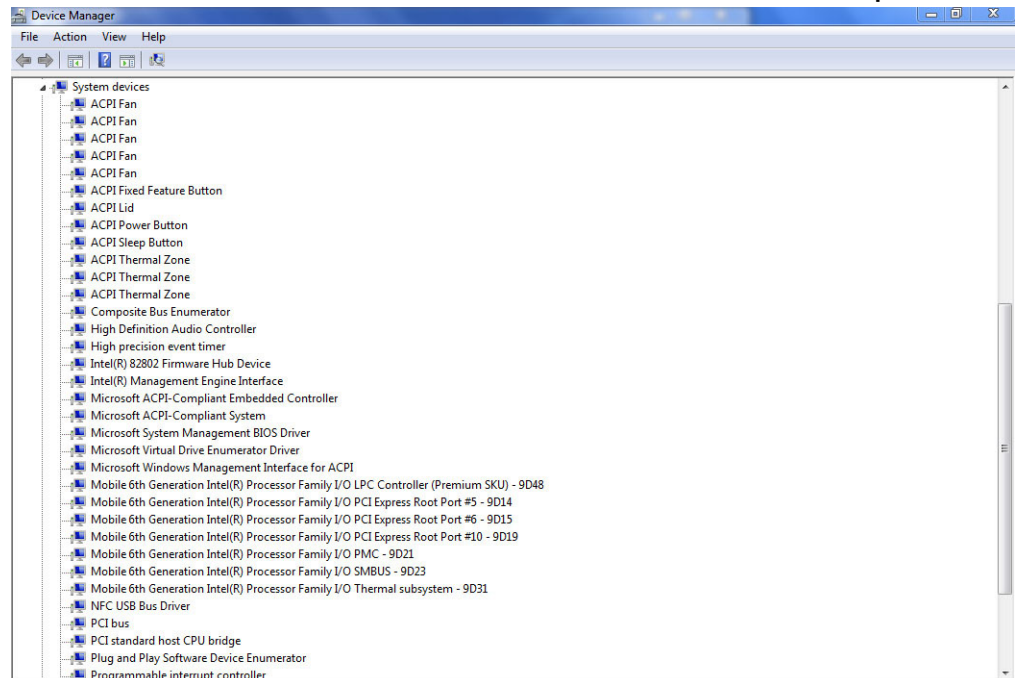 Device Manager
File Action View Help
System devices
ACPI Fan
ACPI Fan
ACPI Fan
ACPI Fan
ACPI Fan
ACPI Fixed Feature Button
ACPI Lid
ACPI Power Button
ACPI Sleep Button
ACPI Thermal Zone
ACPI Thermal Zone
ACPI Thermal Zone
Composite Bus Enumerator
High Definition Audio Controller
High precision event timer
Intel(R) 82802 Firmware Hub Device
Intel(R) Management Engine Interface
Microsoft ACPI-Compliant Embedded Controller
Microsoft ACPI-Compliant System
Microsoft System Management BIOS Driver
Microsoft Virtual Drive Enumerator Driver
Microsoft Windows Management Interface for ACPI
Mobile 6th Generation Intel(R) Processor Family I/O LPC Controller (Premium SKU) - 9D48
Mobile 6th Generation Intel(R) Processor Family I/O PCI Express Root Port #5 - 9D14
Mobile 6th Generation Intel(R) Processor Family I/O PCI Express Root Port #6 - 9D15
Mobile 6th Generation Intel(R) Processor Family I/O PCI Express Root Port #10 - 9D19
Mobile 6th Generation Intel(R) Processor Family I/O PMC - 9D21
Mobile 6th Generation Intel(R) Processor Family I/O SMBUS - 9D23
Mobile 6th Generation Intel(R) Processor Family I/O Thermal subsystem - 9D31
NFC USB Bus Driver
PCI bus
PCI standard host CPU bridge
Plug and Play Software Device Enumerator
Programmable interrupt controller